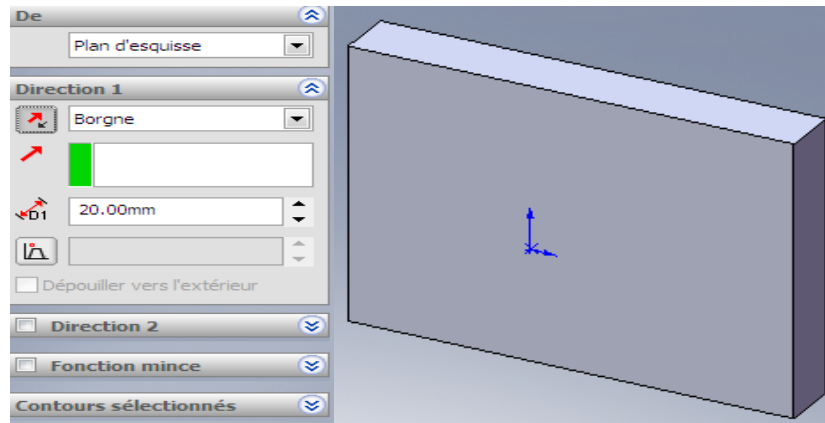 De
Plan d'esquisse
Direction 1
Borgne
D1
20.00mm
Dépouiller vers l'extérieur
Direction 2
Fonction mince
Contours sélectionnés